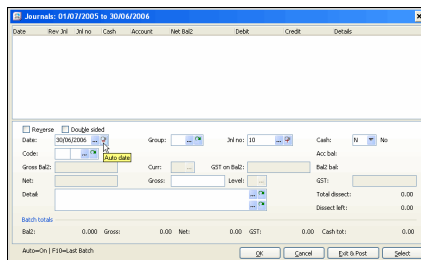 Journals: 01/07/2005 to 30/06/2006
Date Rev Jnl Jnl no Cash Account Net Bal2 Debit Credit Details
Reverse Double sided
Date: 30/06/2006 ... Group: ... Jnl no: 10 ... Cash: N No
Code: ... Auto date Acc bal:
Gross Bal2: Curr: ... GST on Bal2: Bal2 bal:
Net: Gross: Level: ... GST:
Detail: ... Total dissect: 0.00
... Dissect left: 0.00
Batch totals
Bal2: 0.000 Gross: 0.00 Net: 0.00 GST: 0.00 Cash tot: 0.00
Auto=On | F10=Last Batch OK Cancel Exit & Post Select